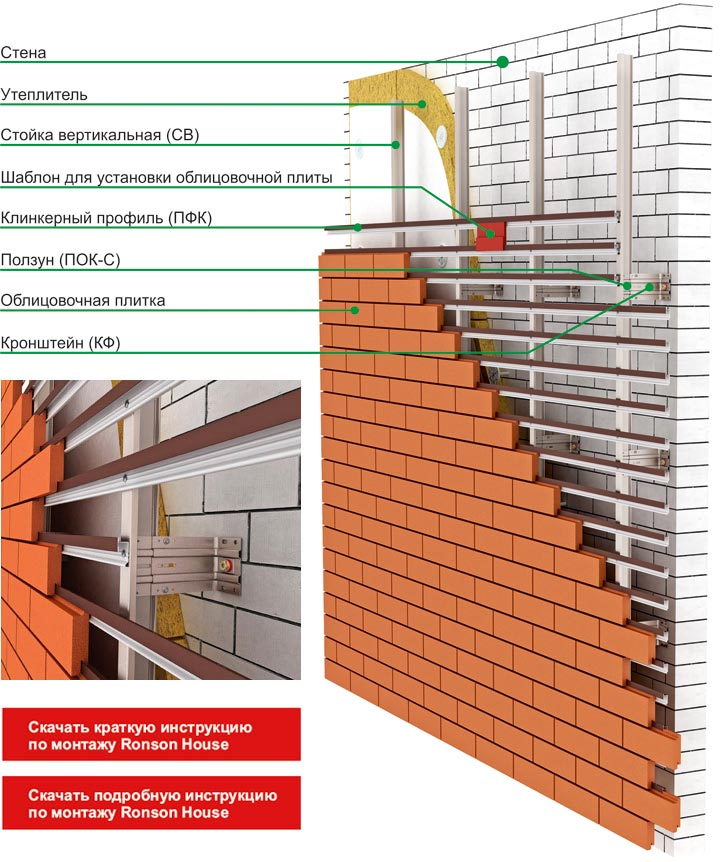 Стена
Утеплитель
Стойка вертикальная (СВ)
Шаблон для установки облицовочной плиты
Клинкерный профиль (ПФК)
Ползун (ПОК-С)
Облицовочная плитка
Кронштейн (КФ)
Скачать краткую инструкцию
по монтажу Ronson House
Скачать подробную инструкцию
по монтажу Ronson House